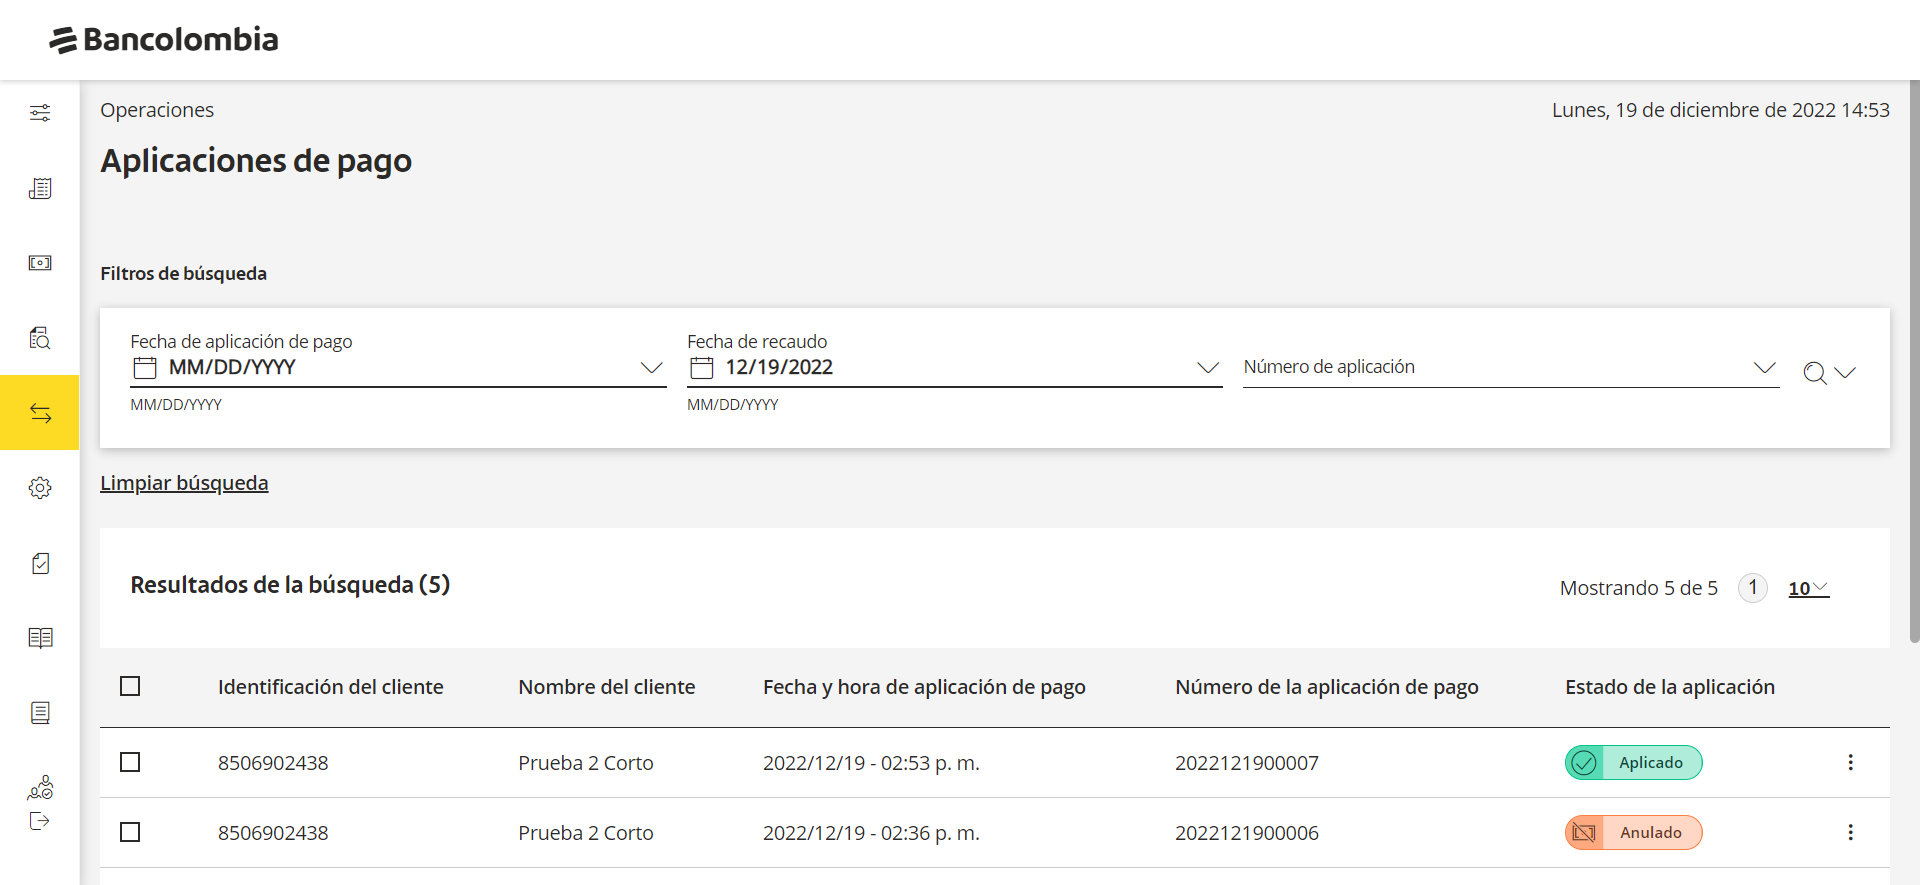 Bancolombia
Operaciones
Lunes, 19 de diciembre de 2022 14:53
Aplicaciones de pago
Filtros de búsqueda
Fecha de aplicación de pago
MM/DD/YYYY
MM/DD/YYYY
Fecha de recaudo
12/19/2022
MM/DD/YYYY
Número de aplicación
Limpiar búsqueda
Resultados de la búsqueda (5)
Mostrando 5 de 5 1 10
Identificación del cliente Nombre del cliente Fecha y hora de aplicación de pago Número de la aplicación de pago Estado de la aplicación
8506902438 Prueba 2 Corto 2022/12/19 - 02:53 p. m. 2022121900007 Aplicado
8506902438 Prueba 2 Corto 2022/12/19 - 02:36 p. m. 2022121900006 Anulado